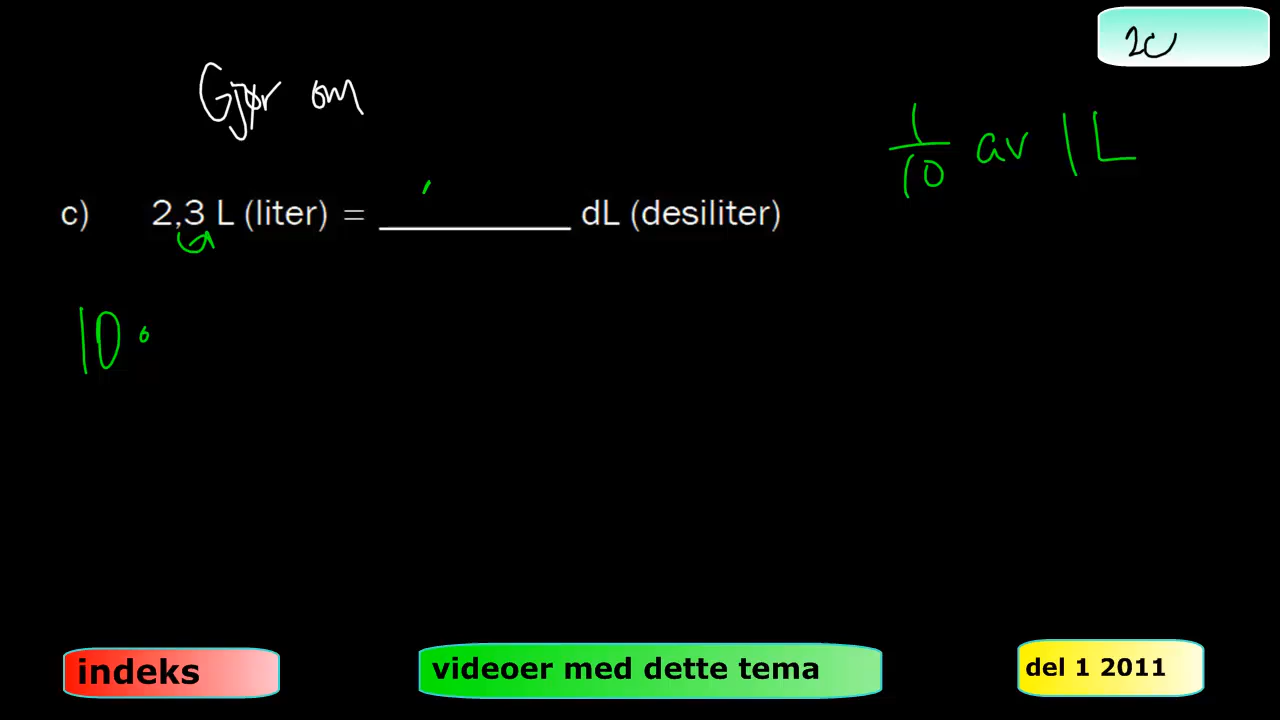 2c
Gjør om
1/10 av 1L
c) 2,3 L (liter) = __________ dL (desiliter)
10 ·
indeks
videoer med dette tema
del 1 2011